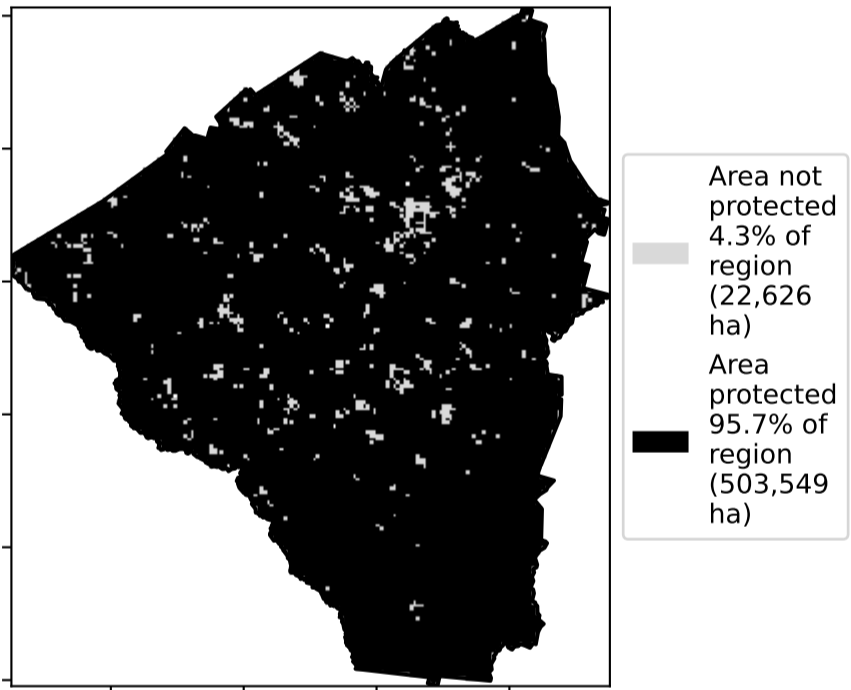 Area not
protected
4.3% of
region
(22,626
ha)
Area
protected
95.7% of
region
(503,549
ha)